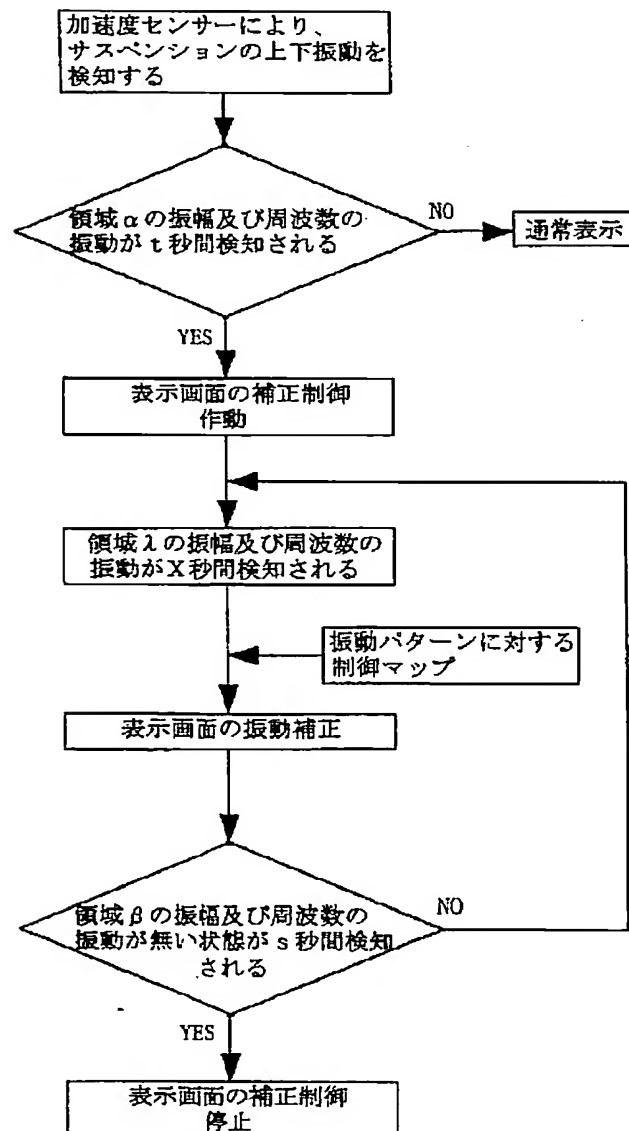 加速度センサーにより、
サスペンションの上下振動を
検知する
領域αの振幅及び周波数の
振動がt秒間検知される
NO
通常表示
YES
表示画面の補正制御
作動
領域λの振幅及び周波数の
振動がX秒間検知される
振動パターンに対する
制御マップ
表示画面の振動補正
領域βの振幅及び周波数の
振動が無い状態がs秒間検知
される
NO
YES
表示画面の補正制御
停止